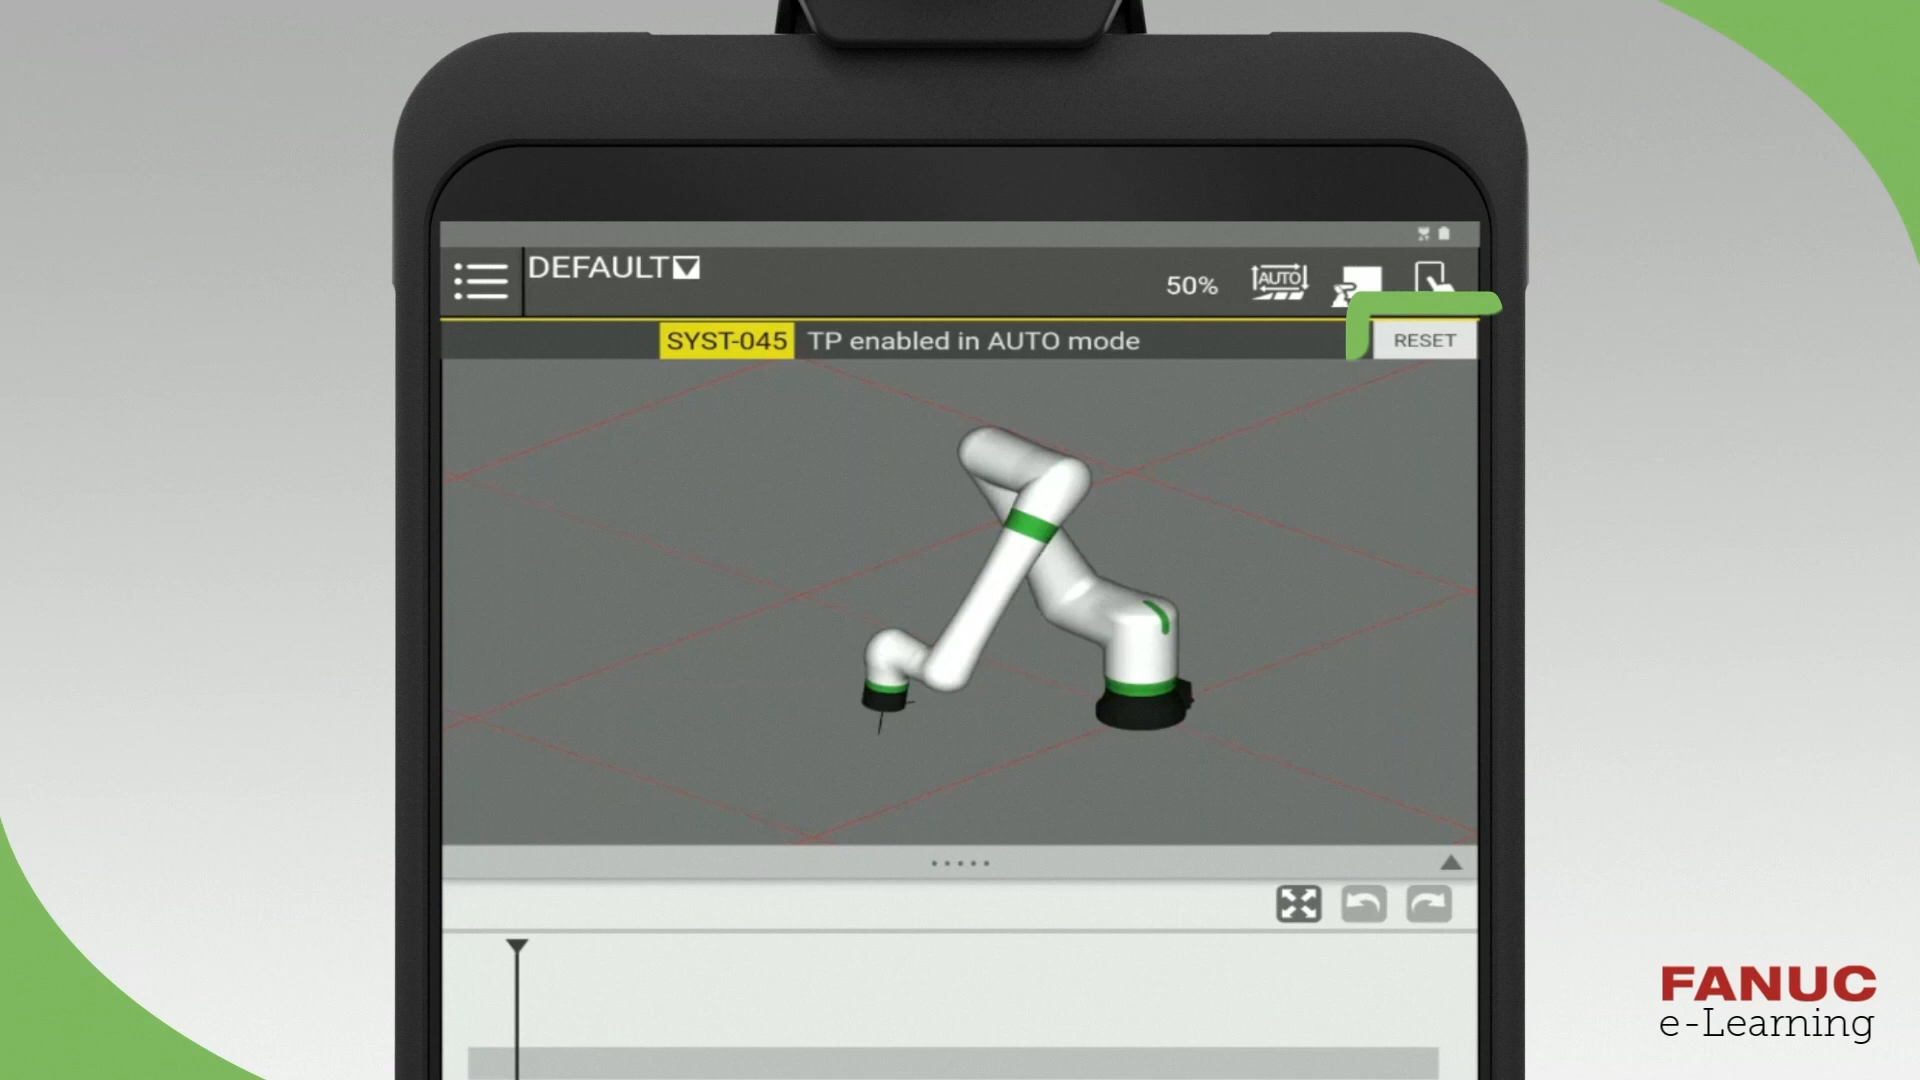 DEFAULT
50%
AUTO
SYST-045 TP enabled in AUTO mode
RESET
FANUC
e-Learning